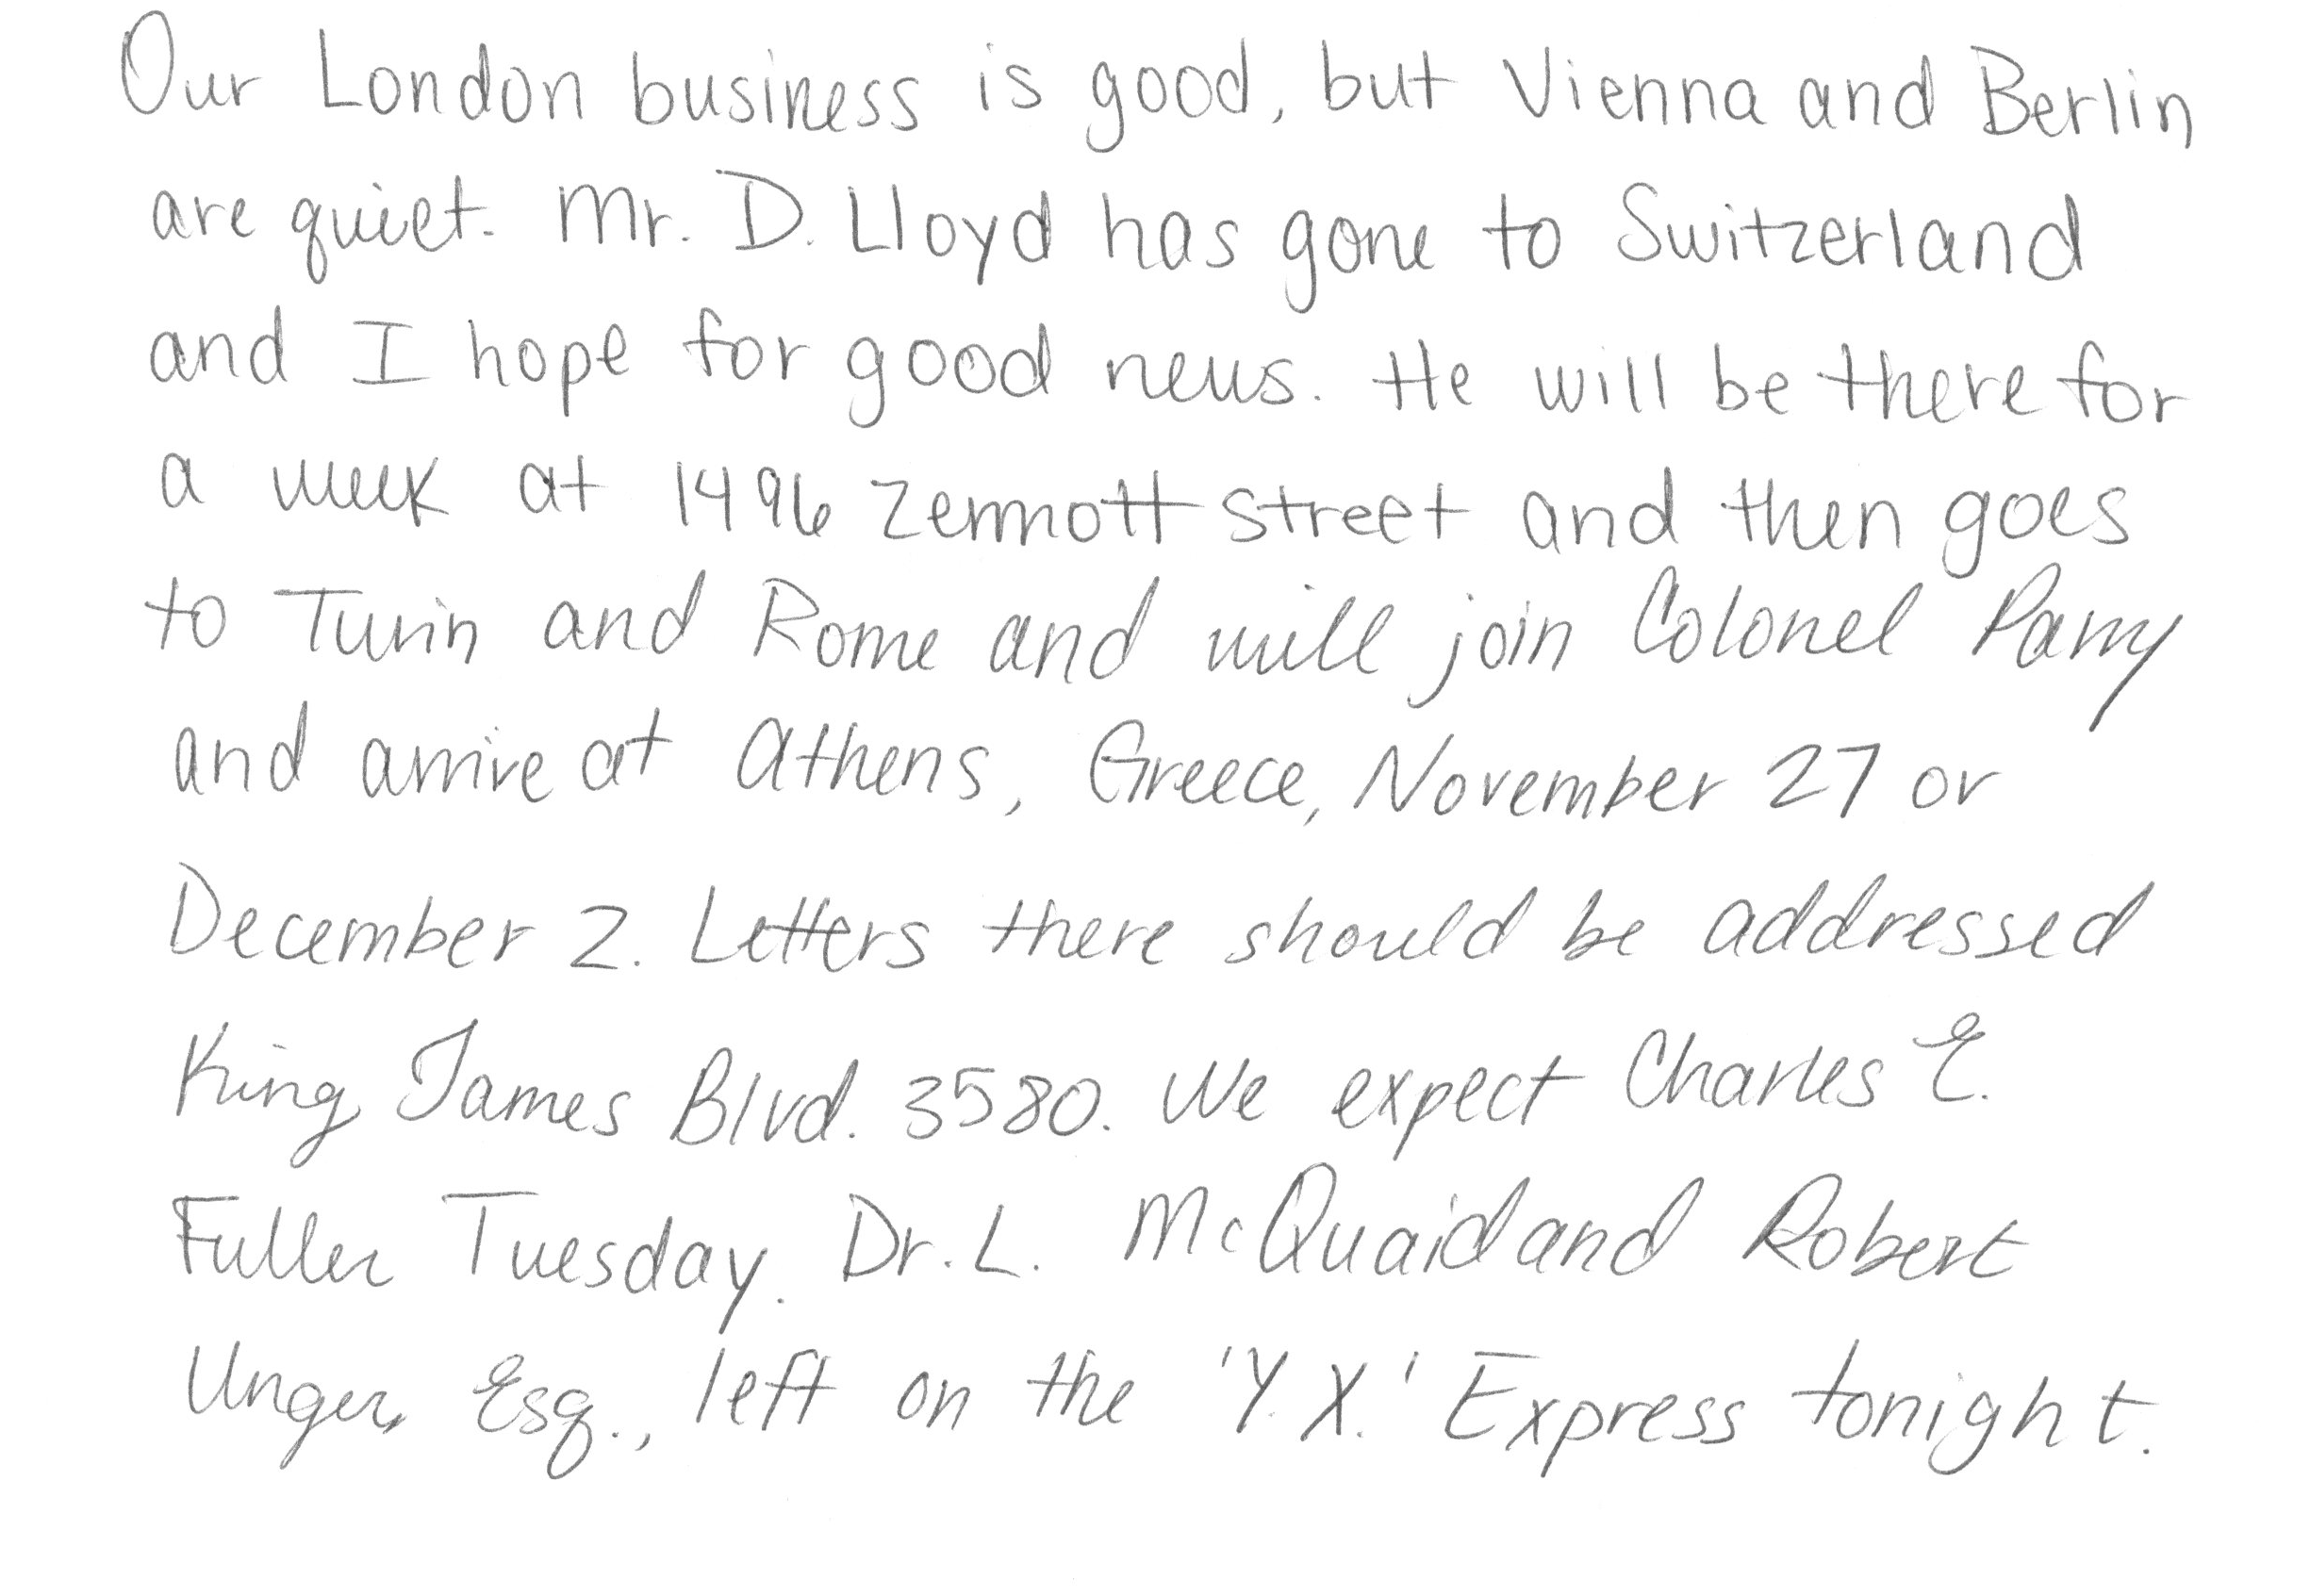 Our London business is good, but Vienna and Berlin
are quiet. Mr. D. Lloyd has gone to Switzerland
and I hope for good news. He will be there for
a week at 1496 Zermott street and then goes
to Turin and Rome and will join Colonel Parry
and arrive at Athens, Greece, November 27 or
December 2. Letters there should be addressed
King James Blvd. 3580. We expect Charles E.
Fuller Tuesday. Dr. L. McQuaid and Robert
Unger, Esq., left on the 'Y.X.' Express tonight.